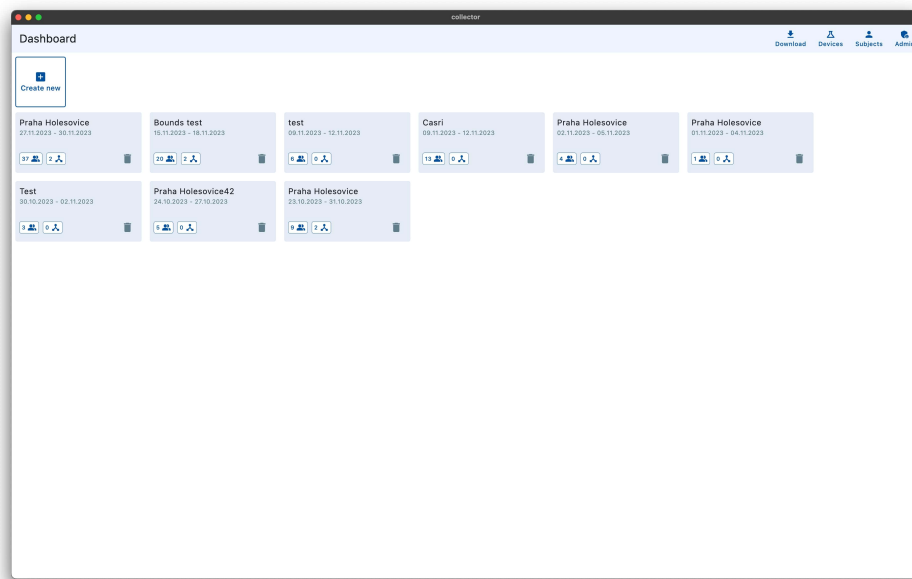 collector
Dashboard
Download Devices Subjects Admin
Create new
Praha Holesovice
27.11.2023 - 30.11.2023
37 2
Bounds test
15.11.2023 - 18.11.2023
20 2
test
09.11.2023 - 12.11.2023
6 0
Casri
09.11.2023 - 12.11.2023
13 0
Praha Holesovice
02.11.2023 - 05.11.2023
4 0
Praha Holesovice
01.11.2023 - 04.11.2023
1 0
Test
30.10.2023 - 02.11.2023
3 0
Praha Holesovice42
24.10.2023 - 27.10.2023
5 0
Praha Holesovice
23.10.2023 - 31.10.2023
9 2